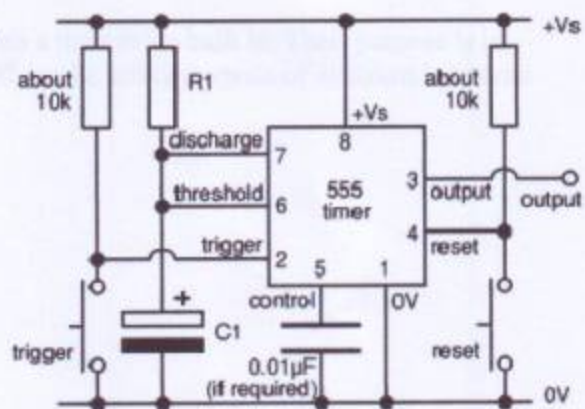 +Vs
about
10k
R1
about
10k
+Vs
8
discharge
7
555
timer
3
output
output
threshold
6
4
reset
trigger
2
5
1
control
0V
+
C1
trigger
0.01µF
(if required)
reset
0V